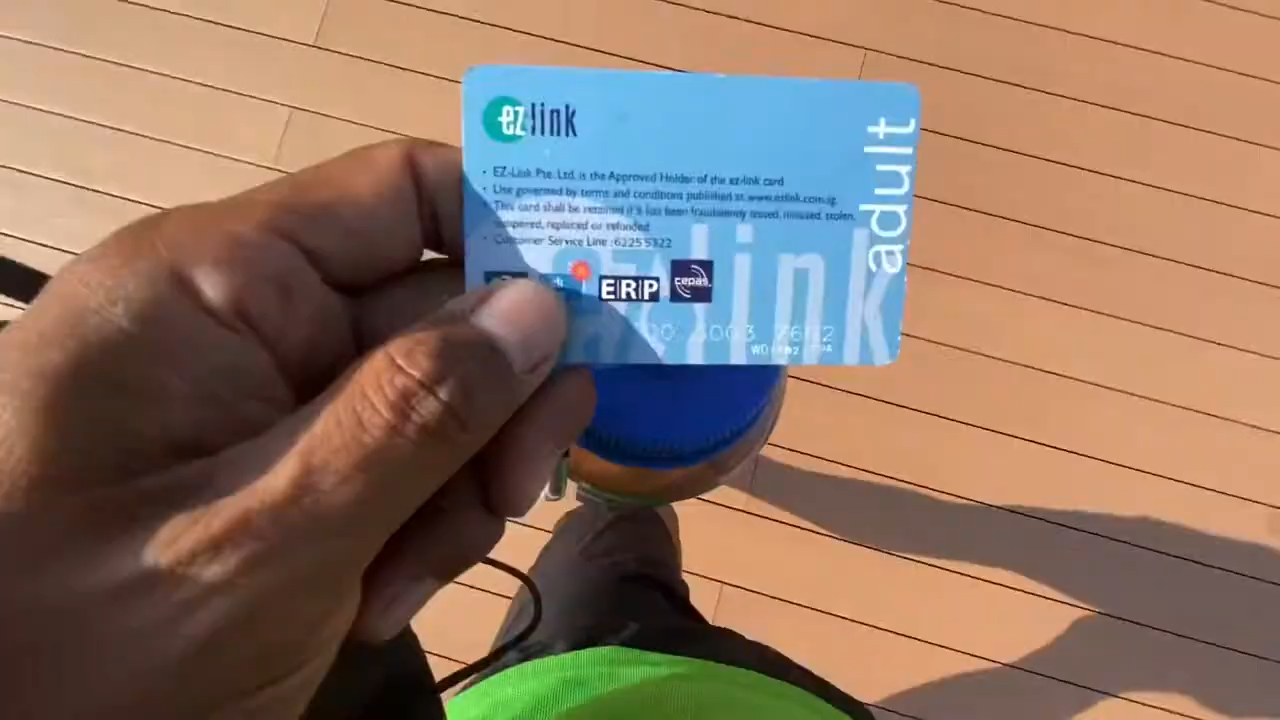 ez link
adult
• EZ-Link Pte. Ltd. is the Approved Holder of the ez-link card
• Use governed by terms and conditions published at www.ezlink.com.sg
• This card shall be retained if it has been fraudulently issued, misused, stolen,
tampered, replaced or refunded
• Customer Service Line : 6225 5322
ERP
cepas
ez link